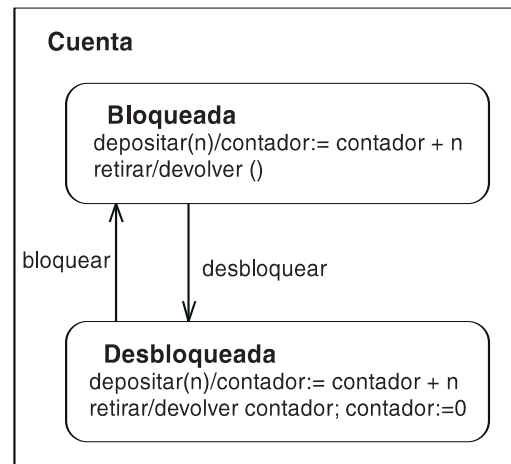 Cuenta
Bloqueada
depositar(n)/contador:= contador + n
retirar/devolver ()
bloquear
desbloquear
Desbloqueada
depositar(n)/contador:= contador + n
retirar/devolver contador; contador:=0